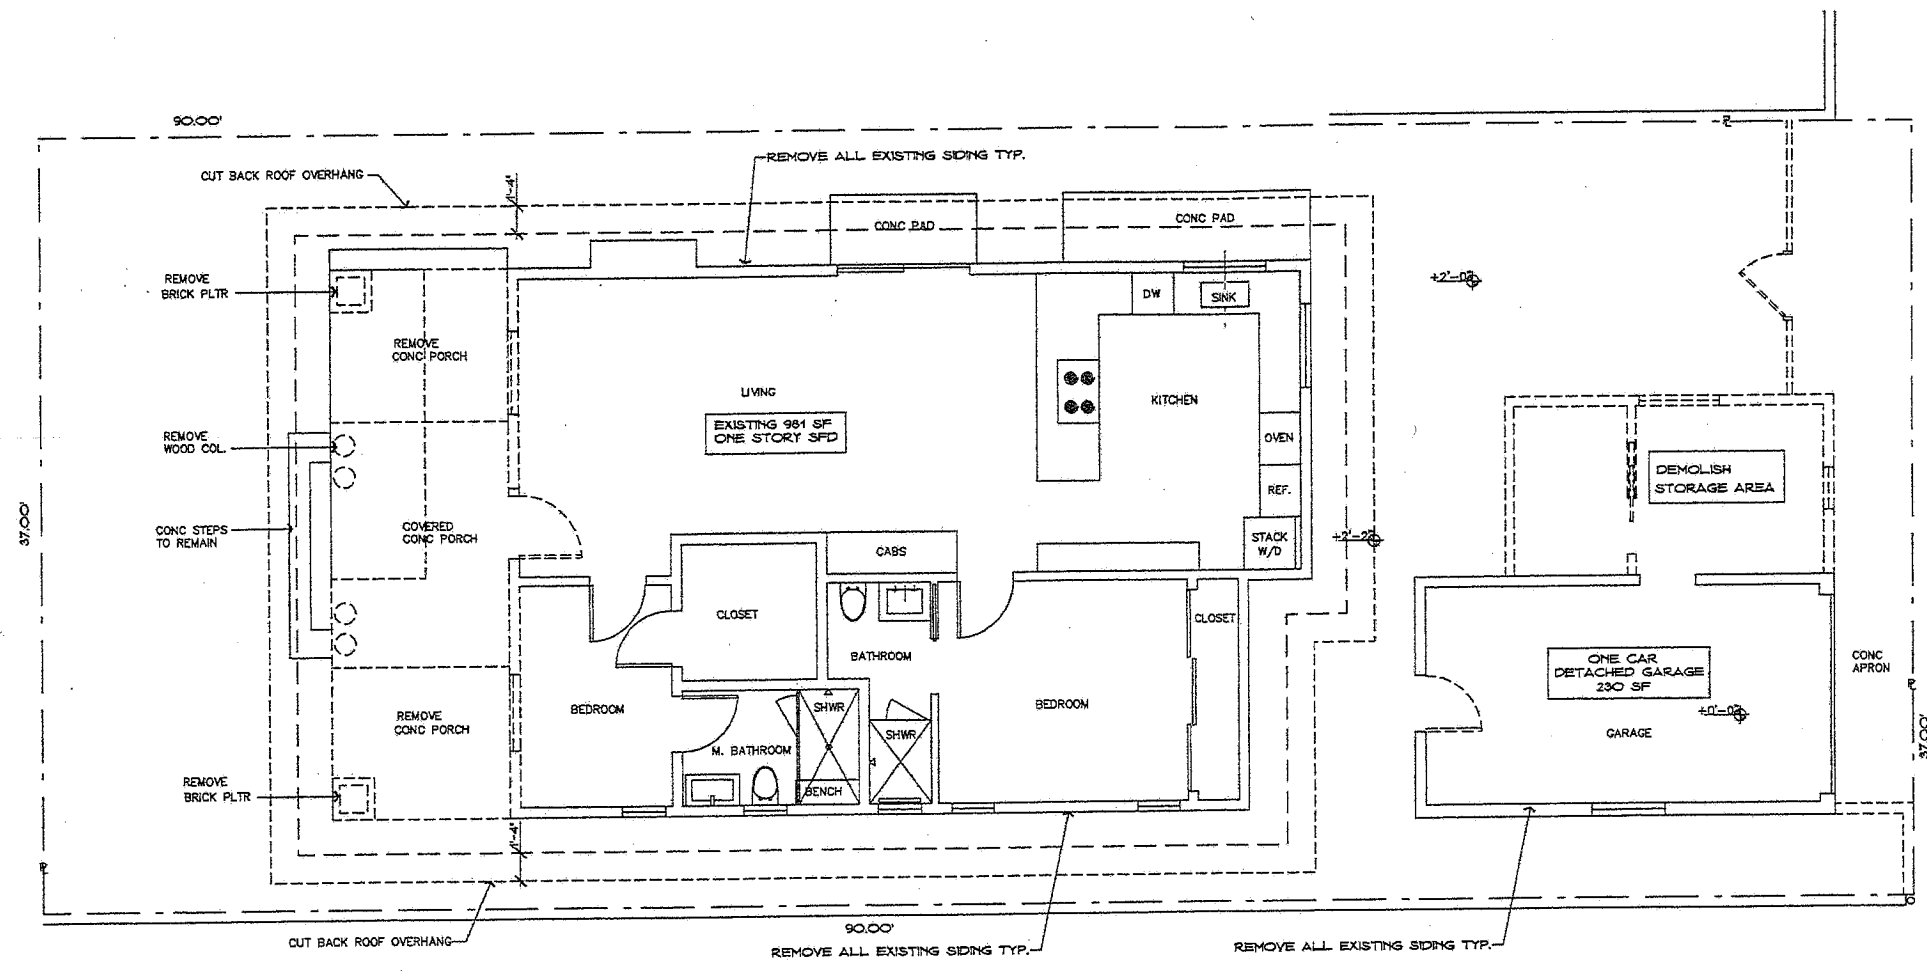 90.00'
REMOVE ALL EXISTING SIDING TYP.
CUT BACK ROOF OVERHANG
1'-4"
CONC PAD
CONC PAD
REMOVE
BRICK PLTR
DW
SINK
+2'-0"
REMOVE
CONC PORCH
LIVING
KITCHEN
EXISTING 981 SF
ONE STORY SFD
REMOVE
WOOD COL.
OVEN
REF.
DEMOLISH
STORAGE AREA
37.00'
CONC STEPS
TO REMAIN
COVERED
CONC PORCH
CABS
STACK
W/D
+2'-2"
CLOSET
CLOSET
BATHROOM
ONE CAR
DETACHED GARAGE
230 SF
CONC
APRON
BEDROOM
SHWR
BEDROOM
+0'-0"
REMOVE
CONC PORCH
M. BATHROOM
SHWR
GARAGE
37.00'
REMOVE
BRICK PLTR
BENCH
1'-4"
90.00'
CUT BACK ROOF OVERHANG
REMOVE ALL EXISTING SIDING TYP.
REMOVE ALL EXISTING SIDING TYP.